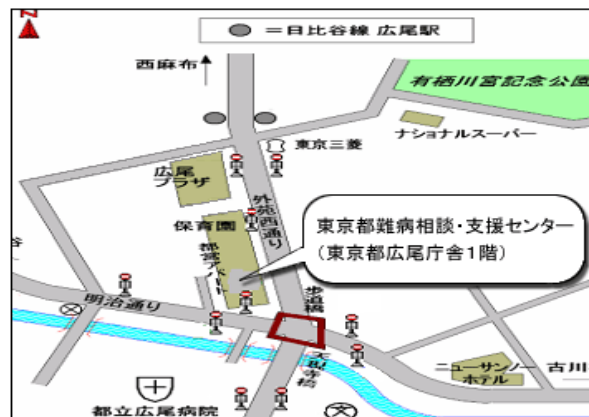 N
=日比谷線 広尾駅
西麻布
有栖川宮記念公園
ナショナルスーパー
東京三菱
広尾
プラザ
外苑西通り
保育園
都営アパート
東京都難病相談・支援センター
(東京都広尾庁舎1階)
歩道橋
谷
明治通り
天現寺橋
ニューサンノー
ホテル
古川
都立広尾病院